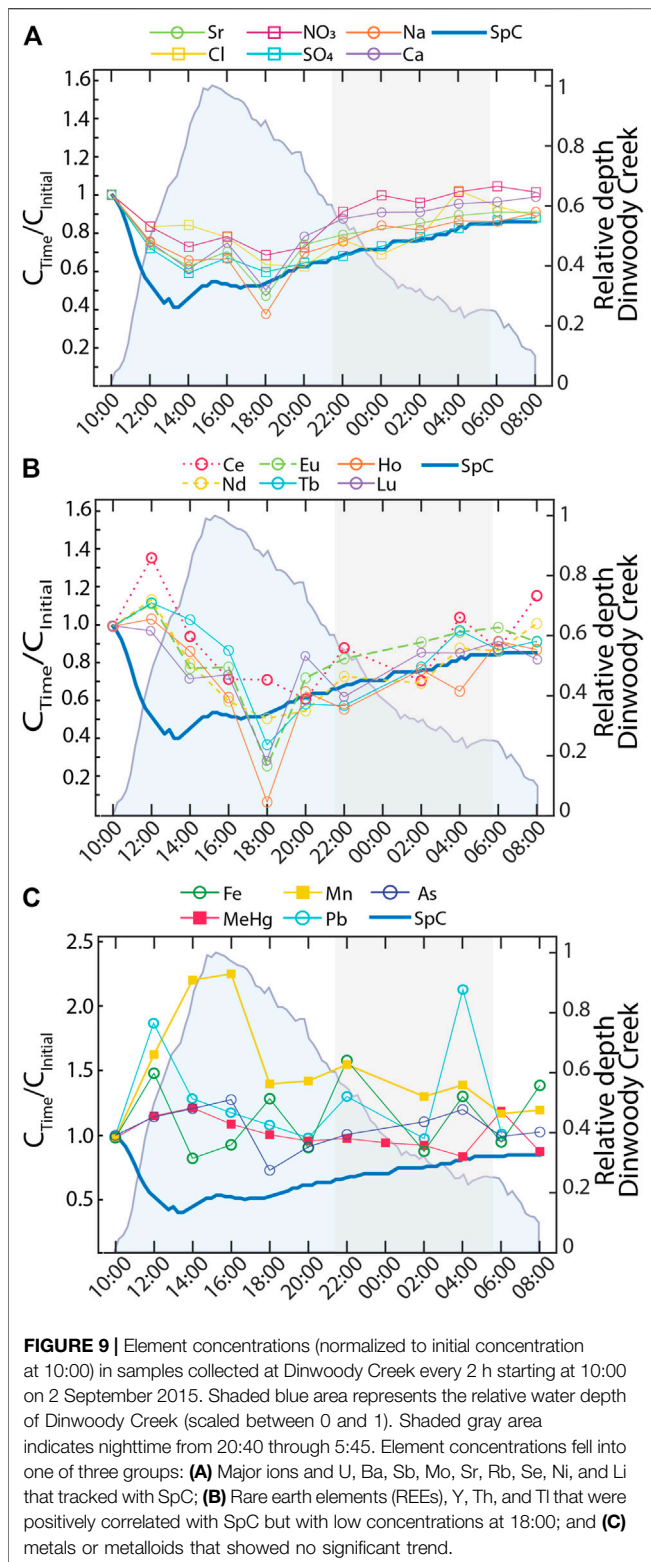 A
Sr NO₃ Na SpC
Cl SO₄ Ca
1.6
1.4
1.2
1
0.8
0.6
0.4
0.2
C_Time/C_Initial
1
0.8
0.6
0.4
0.2
0
Relative depth
Dinwoody Creek
10:00 12:00 14:00 16:00 18:00 20:00 22:00 00:00 02:00 04:00 06:00 08:00
B
Ce Eu Ho SpC
Nd Tb Lu
1.6
1.4
1.2
1.0
0.8
0.6
0.4
0.2
C_Time/C_Initial
1
0.8
0.6
0.4
0.2
0
Relative depth
Dinwoody Creek
10:00 12:00 14:00 16:00 18:00 20:00 22:00 00:00 02:00 04:00 06:00 08:00
C
Fe Mn As
MeHg Pb SpC
2.5
2.0
1.5
1.0
0.5
C_Time/C_Initial
1
0.8
0.6
0.4
0.2
0
Relative depth
Dinwoody Creek
10:00 12:00 14:00 16:00 18:00 20:00 22:00 00:00 02:00 04:00 06:00 08:00
FIGURE 9 | Element concentrations (normalized to initial concentration
at 10:00) in samples collected at Dinwoody Creek every 2 h starting at 10:00
on 2 September 2015. Shaded blue area represents the relative water depth
of Dinwoody Creek (scaled between 0 and 1). Shaded gray area
indicates nighttime from 20:40 through 5:45. Element concentrations fell into
one of three groups: (A) Major ions and U, Ba, Sb, Mo, Sr, Rb, Se, Ni, and Li
that tracked with SpC; (B) Rare earth elements (REEs), Y, Th, and Tl that were
positively correlated with SpC but with low concentrations at 18:00; and (C)
metals or metalloids that showed no significant trend.